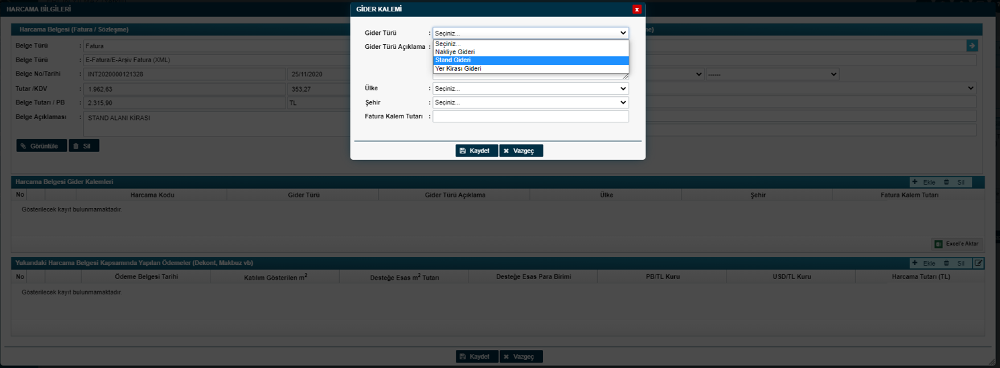 HARCAMA BİLGİLERİ
GİDER KALEMİ
x
Harcama Belgesi (Fatura / Sözleşme)
Belge Türü : Fatura
Belge Türü : E-Fatura/E-Arşiv Fatura (XML)
Belge No/Tarihi : INT2020000121328 25/11/2020
Tutar /KDV : 1.962,63 353,27
Belge Tutarı / PB : 2.315,90 TL
Belge Açıklaması : STAND ALANI KİRASI
Görüntüle Sil
Gider Türü : Seçiniz...
Seçiniz...
Nakliye Gideri
Stand Gideri
Yer Kirası Gideri
Gider Türü Açıklama :
Ülke : Seçiniz...
Şehir : Seçiniz...
Fatura Kalem Tutarı :
Kaydet Vazgeç
------
Harcama Belgesi Gider Kalemleri Ekle Sil
No Harcama Kodu Gider Türü Gider Türü Açıklama Ülke Şehir Fatura Kalem Tutarı
Gösterilecek kayıt bulunmamaktadır.
Excel'e Aktar
Yukarıdaki Harcama Belgesi Kapsamında Yapılan Ödemeler (Dekont, Makbuz vb) Ekle Sil
No Ödeme Belgesi Tarihi Katılım Gösterilen m² Desteğe Esas m² Tutarı Desteğe Esas Para Birimi PB/TL Kuru USD/TL Kuru Harcama Tutarı (TL)
Gösterilecek kayıt bulunmamaktadır.
Kaydet Vazgeç